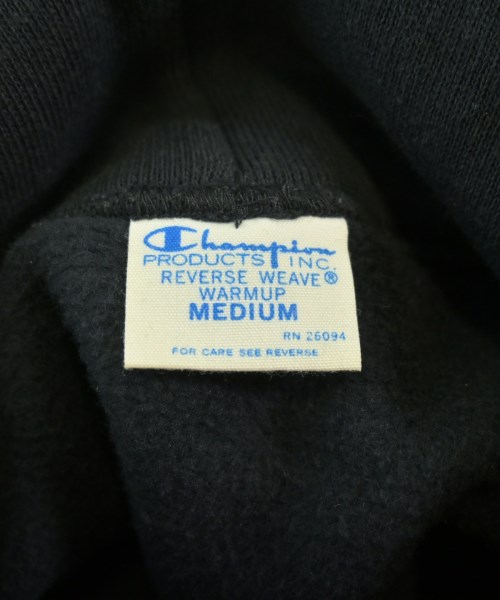 Champion
PRODUCTS INC.
REVERSE WEAVE®
WARMUP
MEDIUM
RN 26094
FOR CARE SEE REVERSE